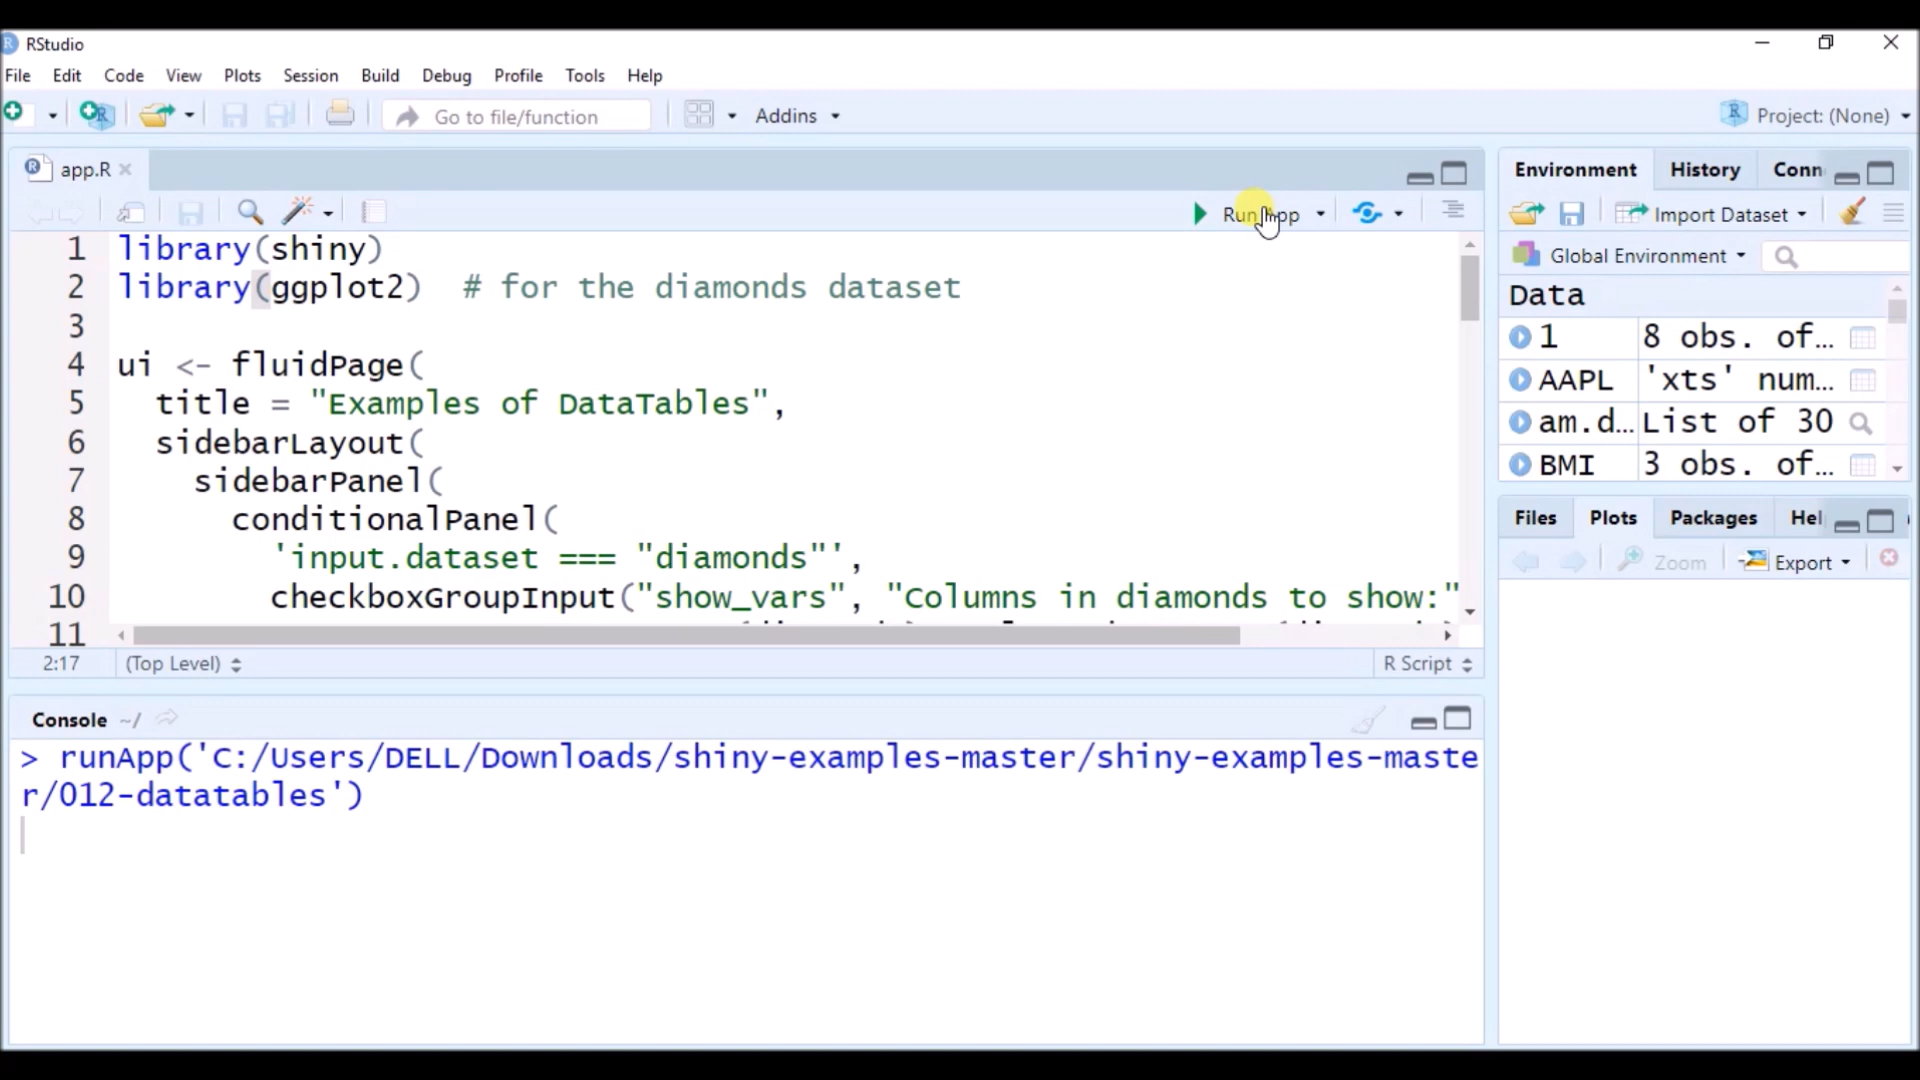 RStudio
File Edit Code View Plots Session Build Debug Profile Tools Help
Go to file/function Addins Project: (None)
app.R
Run App
1 library(shiny)
2 library(ggplot2)  # for the diamonds dataset
3
4 ui <- fluidPage(
5   title = "Examples of DataTables",
6   sidebarLayout(
7     sidebarPanel(
8       conditionalPanel(
9         'input.dataset === "diamonds"',
10         checkboxGroupInput("show_vars", "Columns in diamonds to show:"
11
2:17 (Top Level) R Script
Console ~/
> runApp('C:/Users/DELL/Downloads/shiny-examples-master/shiny-examples-maste
r/012-datatables')
Environment History Conn
Import Dataset
Global Environment
Data
1 8 obs. of…
AAPL 'xts' num…
am.d… List of 30
BMI 3 obs. of…
Files Plots Packages Hel
Zoom Export